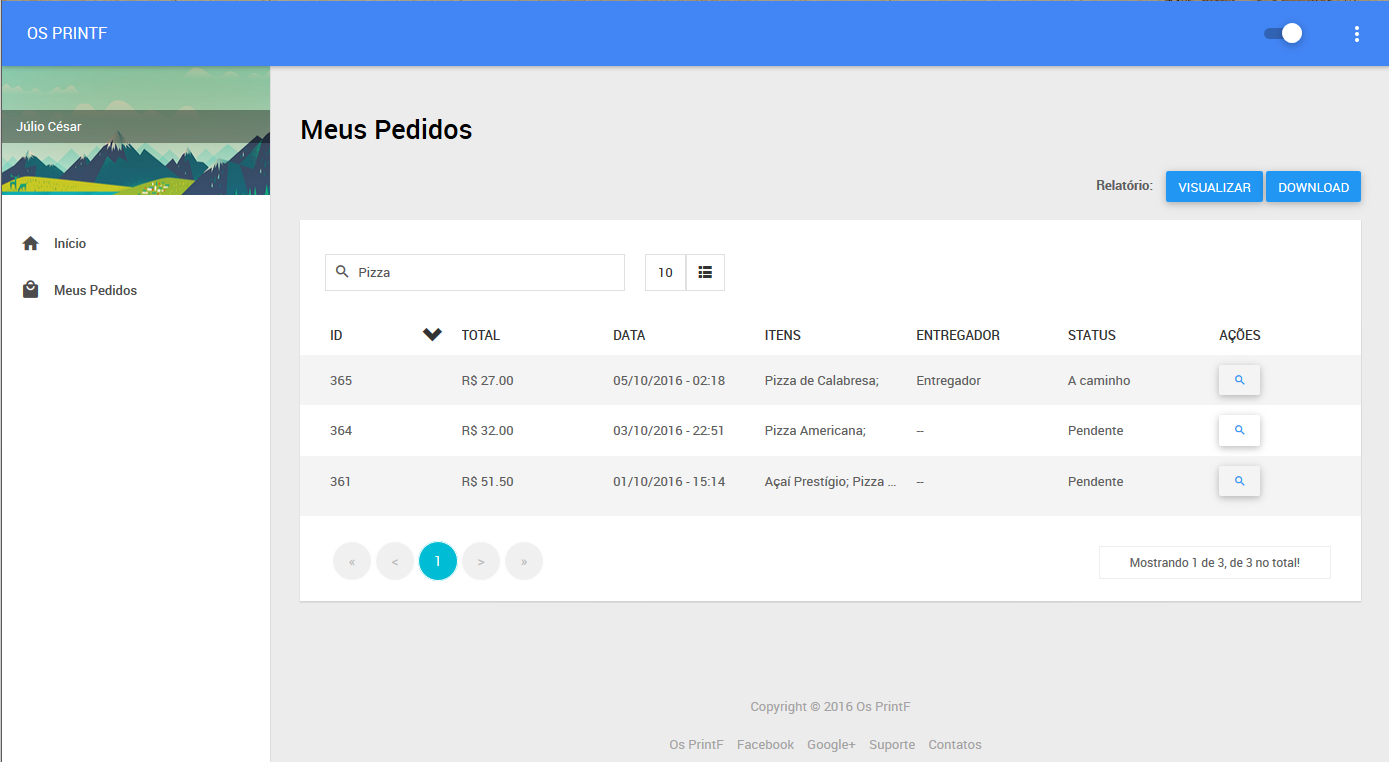 OS PRINTF
Júlio César
Início
Meus Pedidos
Meus Pedidos
Relatório: VISUALIZAR DOWNLOAD
Pizza 10
ID TOTAL DATA ITENS ENTREGADOR STATUS AÇÕES
365 R$ 27.00 05/10/2016 - 02:18 Pizza de Calabresa; Entregador A caminho
364 R$ 32.00 03/10/2016 - 22:51 Pizza Americana; -- Pendente
361 R$ 51.50 01/10/2016 - 15:14 Açaí Prestígio; Pizza ... -- Pendente
« < 1 > » Mostrando 1 de 3, de 3 no total!
Copyright © 2016 Os PrintF
Os PrintF Facebook Google+ Suporte Contatos